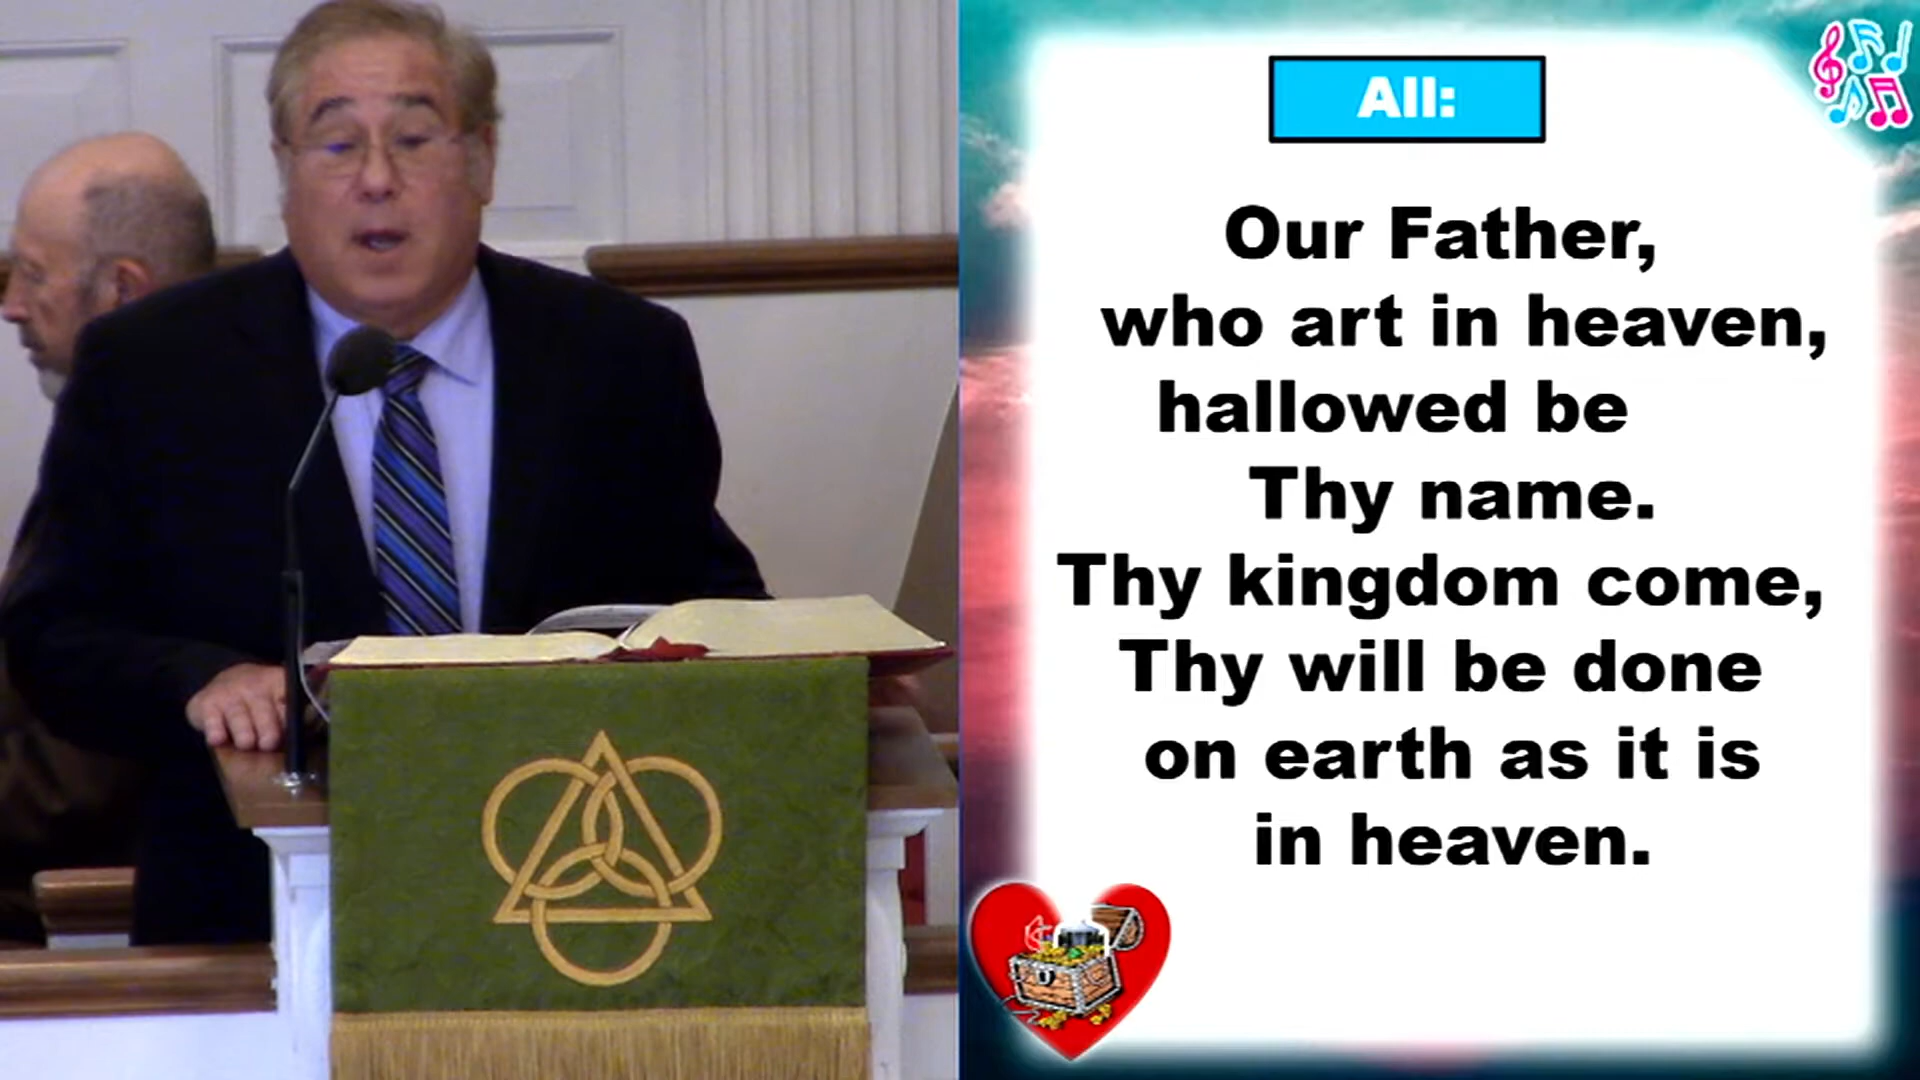 All:
Our Father,
who art in heaven,
hallowed be
Thy name.
Thy kingdom come,
Thy will be done
on earth as it is
in heaven.